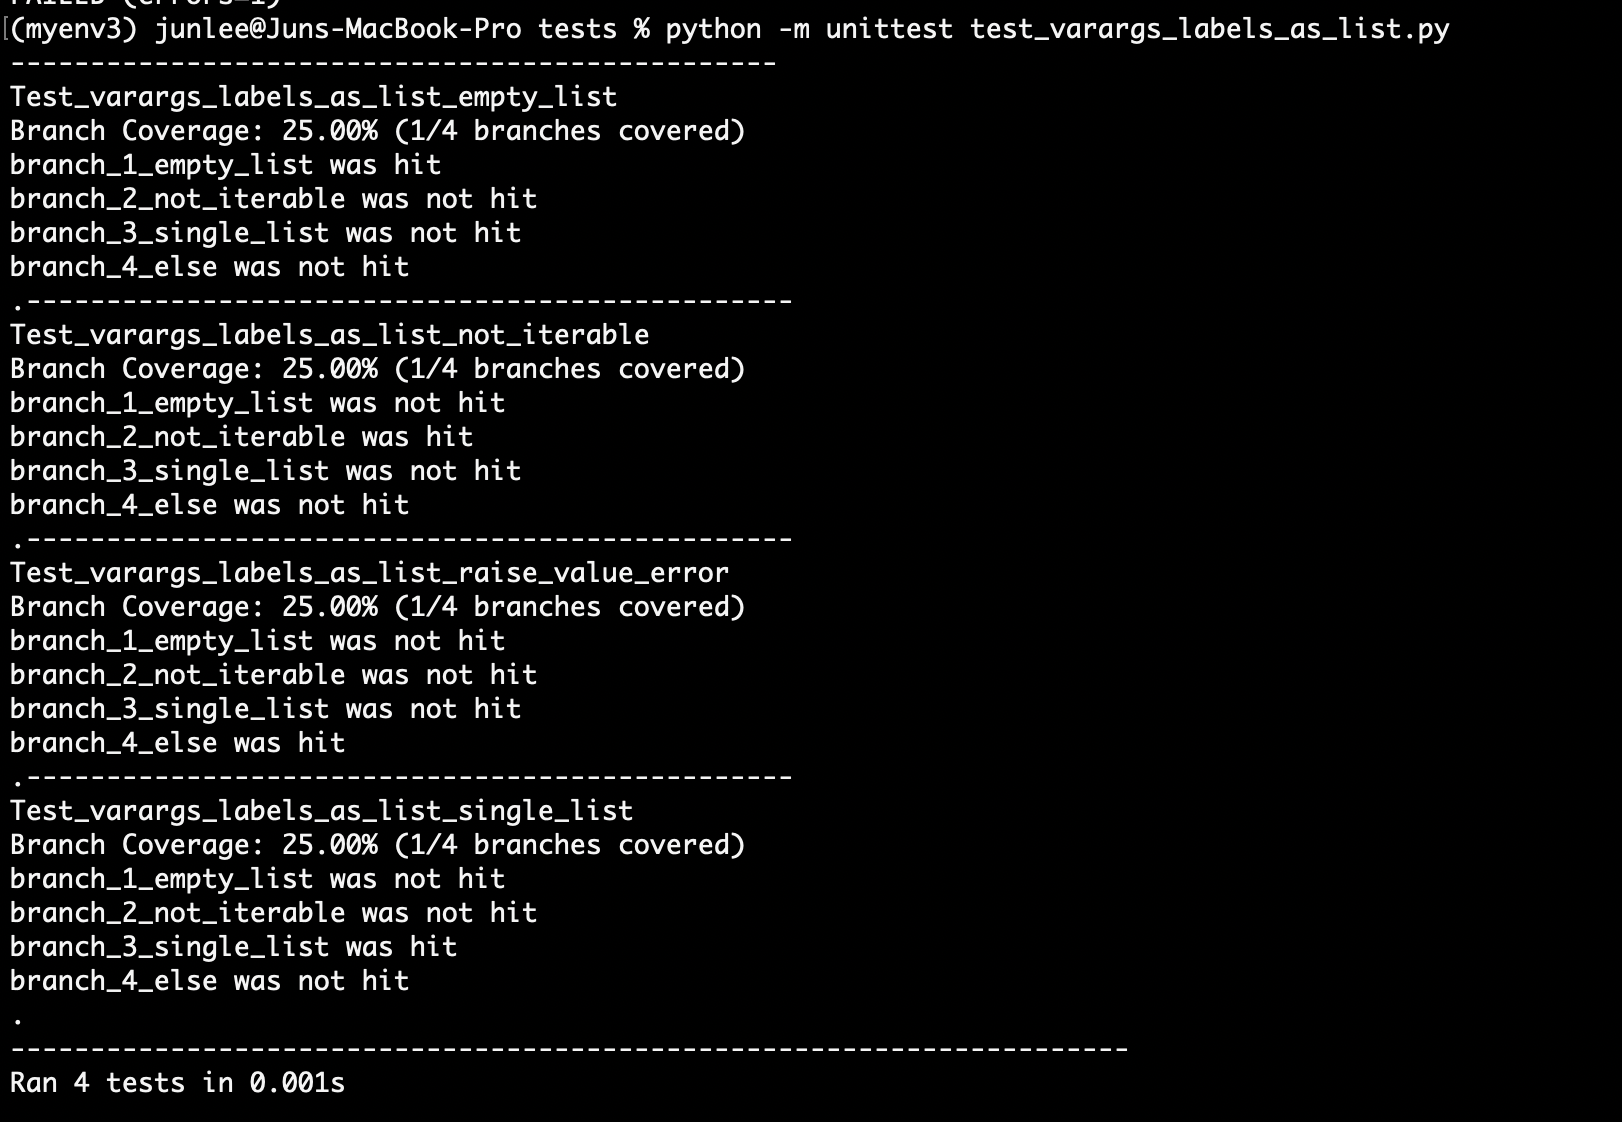 FAILED (errors=1)
(myenv3) junlee@Juns-MacBook-Pro tests % python -m unittest test_varargs_labels_as_list.py
------------------------------------------------
Test_varargs_labels_as_list_empty_list
Branch Coverage: 25.00% (1/4 branches covered)
branch_1_empty_list was hit
branch_2_not_iterable was not hit
branch_3_single_list was not hit
branch_4_else was not hit
.------------------------------------------------
Test_varargs_labels_as_list_not_iterable
Branch Coverage: 25.00% (1/4 branches covered)
branch_1_empty_list was not hit
branch_2_not_iterable was hit
branch_3_single_list was not hit
branch_4_else was not hit
.------------------------------------------------
Test_varargs_labels_as_list_raise_value_error
Branch Coverage: 25.00% (1/4 branches covered)
branch_1_empty_list was not hit
branch_2_not_iterable was not hit
branch_3_single_list was not hit
branch_4_else was hit
.------------------------------------------------
Test_varargs_labels_as_list_single_list
Branch Coverage: 25.00% (1/4 branches covered)
branch_1_empty_list was not hit
branch_2_not_iterable was not hit
branch_3_single_list was hit
branch_4_else was not hit
.
----------------------------------------------------------------------
Ran 4 tests in 0.001s